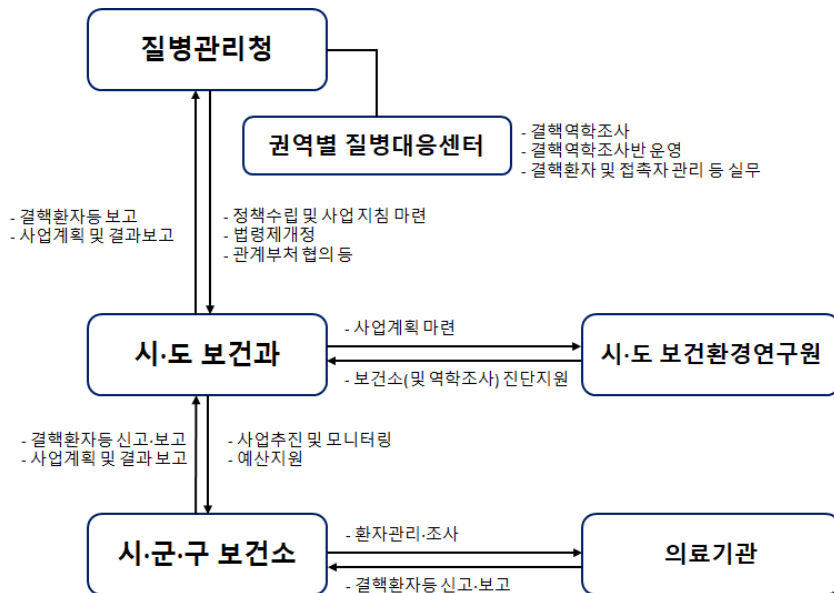 질병관리청
권역별 질병대응센터
- 결핵역학조사
- 결핵역학조사반 운영
- 결핵환자 및 접촉자 관리 등 실무
- 결핵환자등 보고
- 사업계획 및 결과보고
- 정책수립 및 사업 지침 마련
- 법령제개정
- 관계부처 협의 등
시·도 보건과
- 사업계획 마련
- 보건소(및 역학조사) 진단지원
시·도 보건환경연구원
- 결핵환자등 신고·보고
- 사업계획 및 결과 보고
- 사업추진 및 모니터링
- 예산지원
시·군·구 보건소
- 환자관리·조사
- 결핵환자등 신고·보고
의료기관